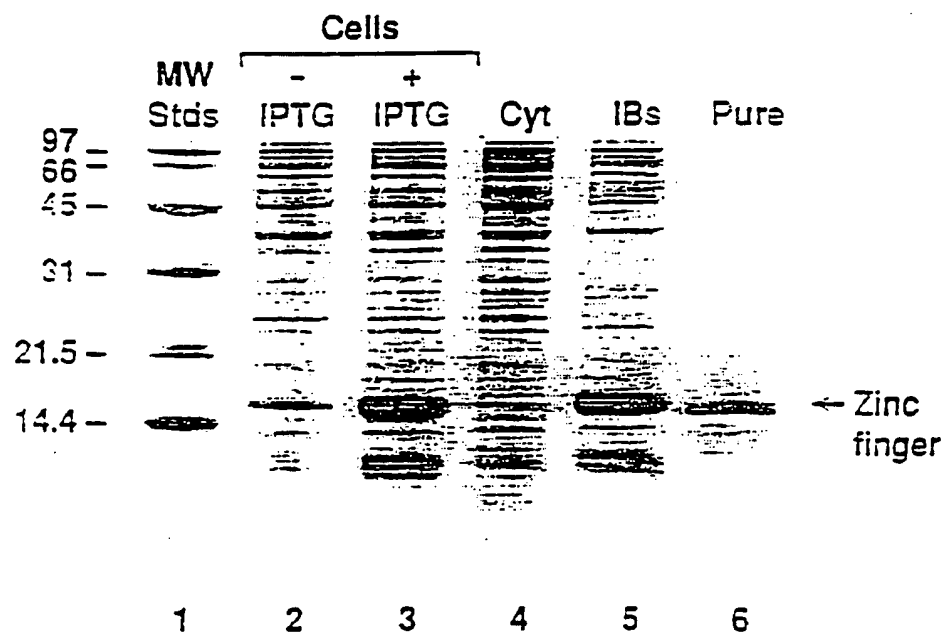 Cells
MW - +
Stds IPTG IPTG Cyt IBs Pure
97 –
66 –
45 –
31 –
21.5 –
14.4 –
← Zinc
finger
1 2 3 4 5 6